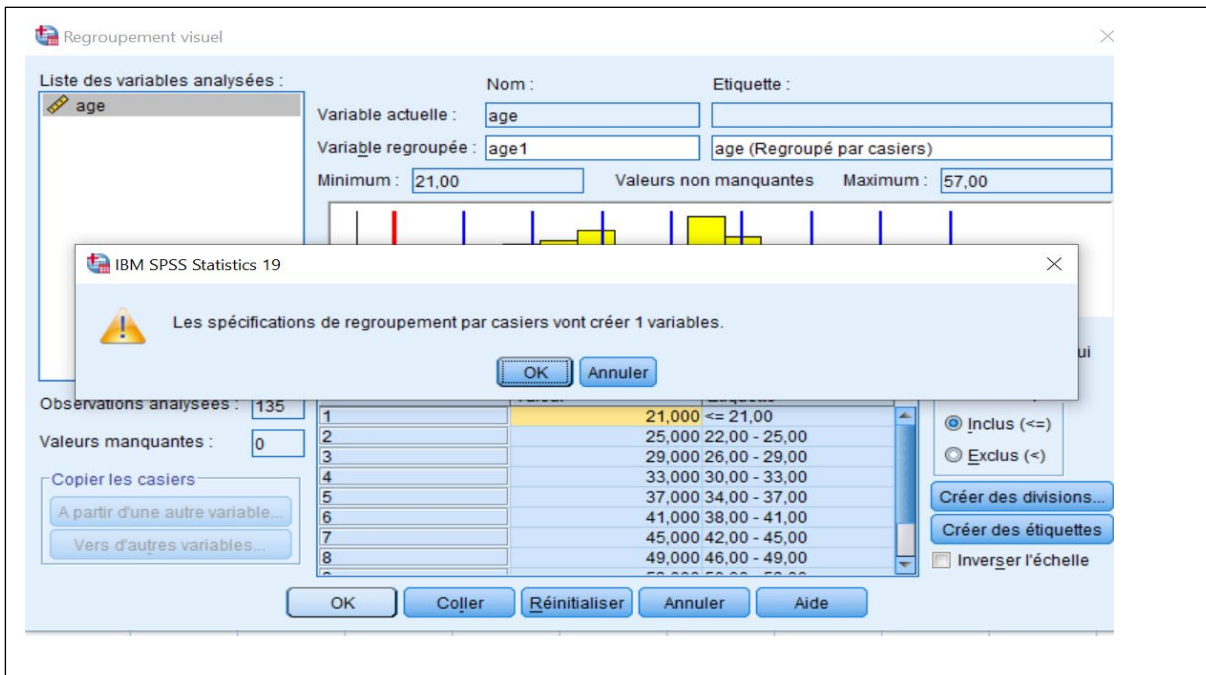 Regroupement visuel
Liste des variables analysées :
age
Nom :
Etiquette :
Variable actuelle :
age
Variable regroupée :
age1
age (Regroupé par casiers)
Minimum :
21,00
Valeurs non manquantes
Maximum :
57,00
IBM SPSS Statistics 19
Les spécifications de regroupement par casiers vont créer 1 variables.
OK
Annuler
Observations analysées :
135
Valeurs manquantes :
0
Copier les casiers
A partir d'une autre variable...
Vers d'autres variables...
1 21,000 <= 21,00
2 25,000 22,00 - 25,00
3 29,000 26,00 - 29,00
4 33,000 30,00 - 33,00
5 37,000 34,00 - 37,00
6 41,000 38,00 - 41,00
7 45,000 42,00 - 45,00
8 49,000 46,00 - 49,00
Inclus (<=)
Exclus (<)
Créer des divisions...
Créer des étiquettes
Inverser l'échelle
OK
Coller
Réinitialiser
Annuler
Aide